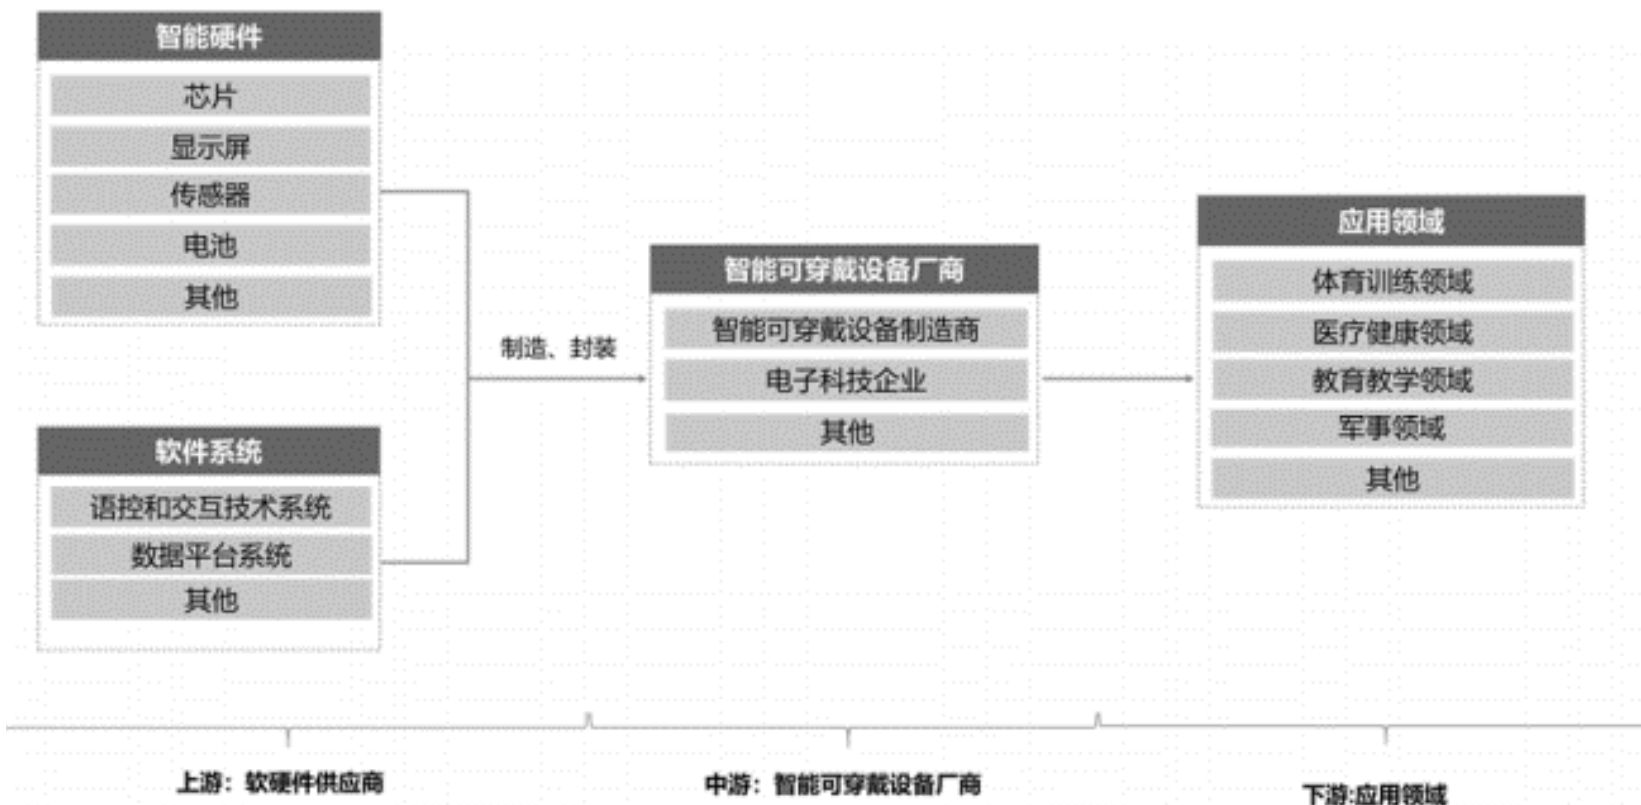 智能硬件
芯片
显示屏
传感器
电池
其他
软件系统
语控和交互技术系统
数据平台系统
其他
制造、封装
智能可穿戴设备厂商
智能可穿戴设备制造商
电子科技企业
其他
应用领域
体育训练领域
医疗健康领域
教育教学领域
军事领域
其他
上游：软硬件供应商
中游：智能可穿戴设备厂商
下游:应用领域